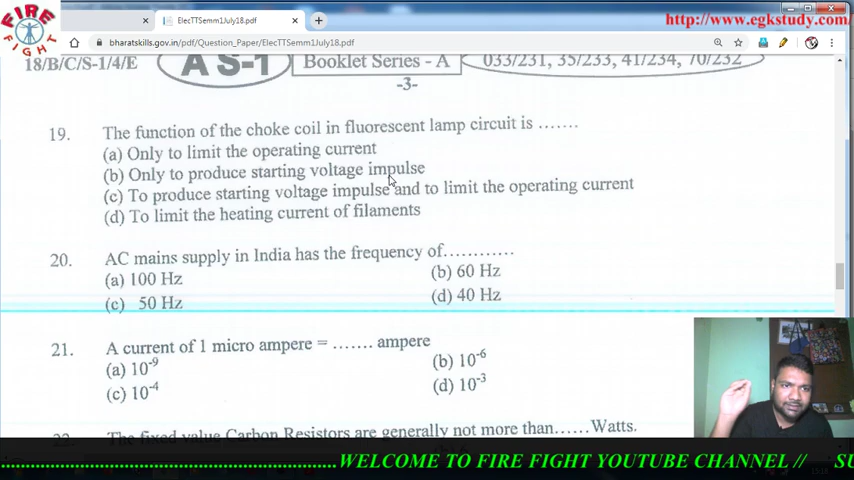 FIRE
FIGHT
ElecTTSemm1July18.pdf
http://www.egkstudy.com
bharatskills.gov.in/pdf/Question_Paper/ElecTTSemm1July18.pdf
18/B/C/S-1/4/E
A S-1
Booklet Series - A
033/231, 35/233, 41/234, 70/232
-3-
19. The function of the choke coil in fluorescent lamp circuit is .......
(a) Only to limit the operating current
(b) Only to produce starting voltage impulse
(c) To produce starting voltage impulse and to limit the operating current
(d) To limit the heating current of filaments
20. AC mains supply in India has the frequency of............
(a) 100 Hz (b) 60 Hz
(c) 50 Hz (d) 40 Hz
21. A current of 1 micro ampere = ....... ampere
(a) 10⁻⁹ (b) 10⁻⁶
(c) 10⁻⁴ (d) 10⁻³
22. The fixed value Carbon Resistors are generally not more than......Watts.
WELCOME TO FIRE FIGHT YOUTUBE CHANNEL // SU